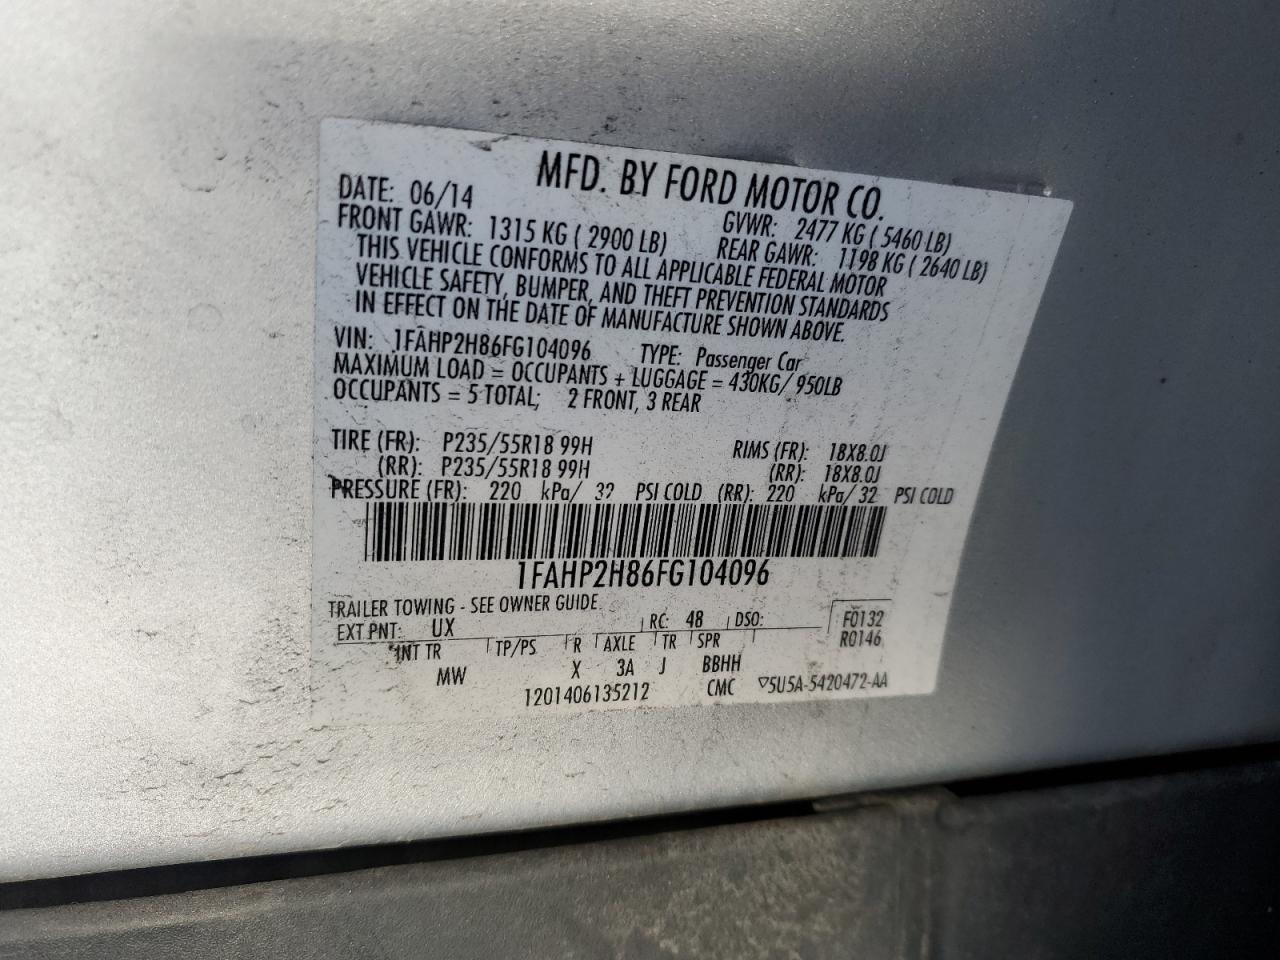 MFD. BY FORD MOTOR CO.
DATE: 06/14 GVWR: 2477 KG ( 5460 LB)
FRONT GAWR: 1315 KG ( 2900 LB) REAR GAWR: 1198 KG ( 2640 LB)
THIS VEHICLE CONFORMS TO ALL APPLICABLE FEDERAL MOTOR
VEHICLE SAFETY, BUMPER, AND THEFT PREVENTION STANDARDS
IN EFFECT ON THE DATE OF MANUFACTURE SHOWN ABOVE.
VIN: 1FAHP2H86FG104096 TYPE: Passenger Car
MAXIMUM LOAD = OCCUPANTS + LUGGAGE = 430KG/ 950LB
OCCUPANTS = 5 TOTAL; 2 FRONT, 3 REAR
TIRE (FR): P235/55R18 99H RIMS (FR): 18X8.0J
(RR): P235/55R18 99H (RR): 18X8.0J
PRESSURE (FR): 220 kPa/ 32 PSI COLD (RR): 220 kPa/ 32 PSI COLD
1FAHP2H86FG104096
TRAILER TOWING - SEE OWNER GUIDE.
EXT PNT: UX RC: 48 DSO: F0132
R0146
INT TR TP/PS R AXLE TR SPR
MW X 3A J BBHH
1201406135212 CMC ▽5U5A-5420472-AA